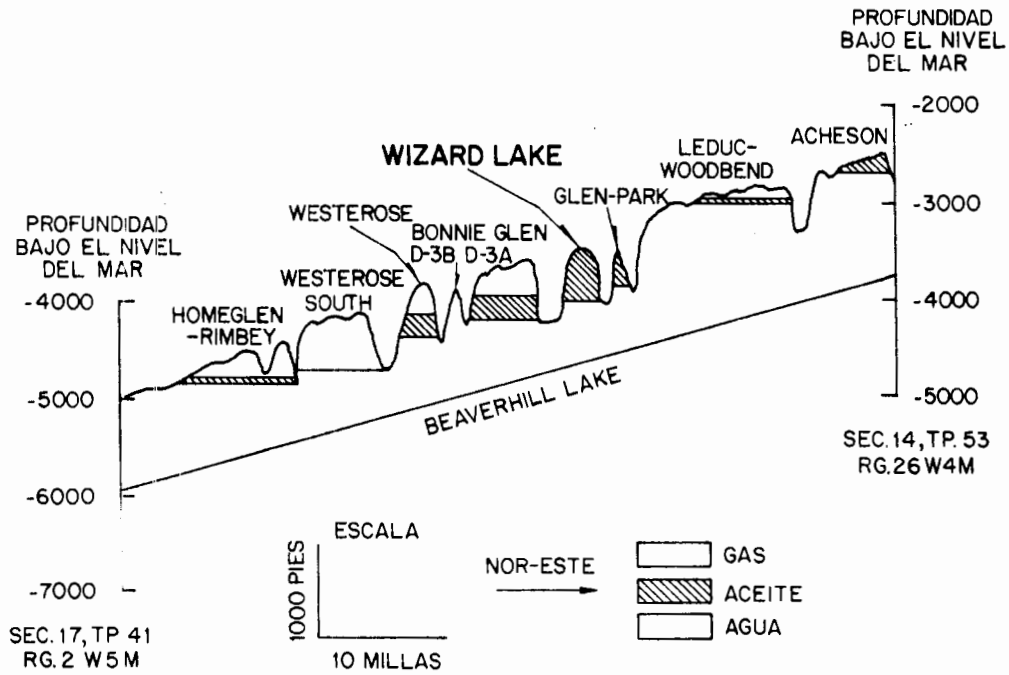 PROFUNDIDAD
BAJO EL NIVEL
DEL MAR
-2000
ACHESON
LEDUC-
WOODBEND
WIZARD LAKE
GLEN-PARK
-3000
WESTEROSE
BONNIE GLEN
D-3B D-3A
PROFUNDIDAD
BAJO EL NIVEL
DEL MAR
WESTEROSE
SOUTH
-4000
-4000
HOMEGLEN
-RIMBEY
-5000
-5000
BEAVERHILL LAKE
SEC. 14, TP. 53
RG. 26 W4M
-6000
ESCALA
1000 PIES
10 MILLAS
NOR-ESTE
GAS
ACEITE
AGUA
-7000
SEC. 17, TP 41
RG. 2 W5M